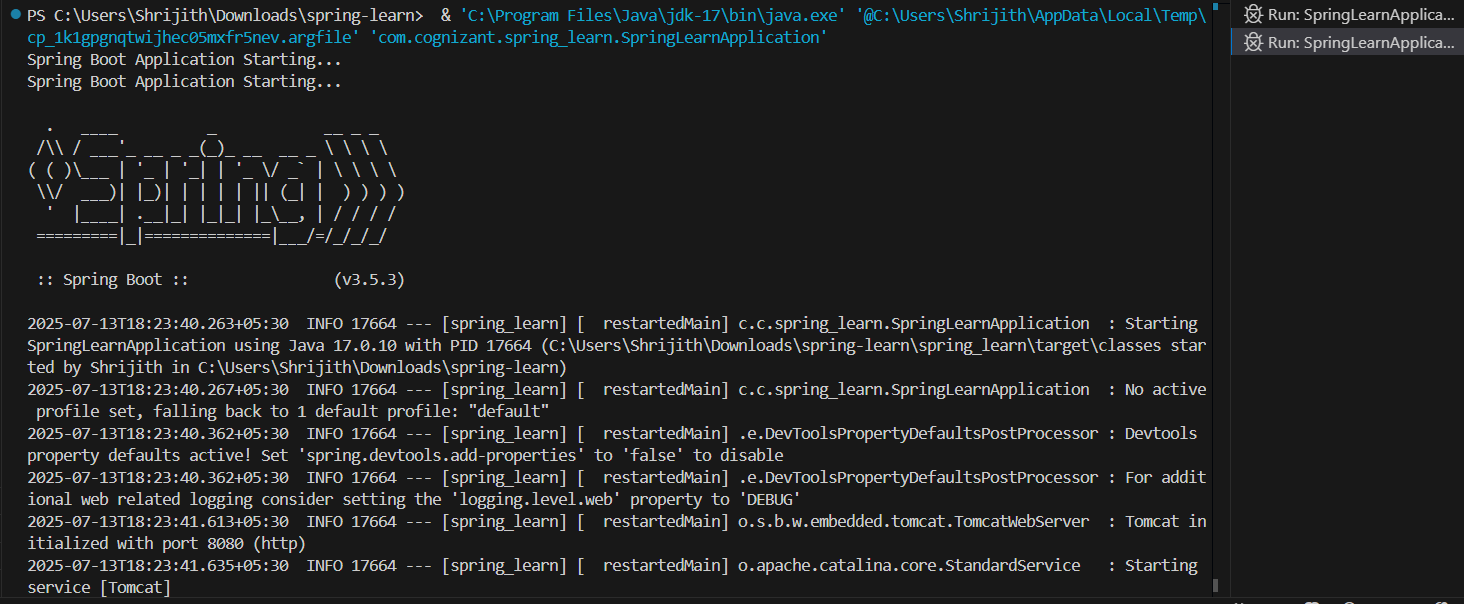 PS C:\Users\Shrijith\Downloads\spring-learn>  & 'C:\Program Files\Java\jdk-17\bin\java.exe' '@C:\Users\Shrijith\AppData\Local\Temp\
cp_1k1gpgnqtwijhec05mxfr5nev.argfile' 'com.cognizant.spring_learn.SpringLearnApplication'
Spring Boot Application Starting...
Spring Boot Application Starting...

  .   ____          _            __ _ _
 /\\ / ___'_ __ _ _(_)_ __  __ _ \ \ \ \
( ( )\___ | '_ | '_| | '_ \/ _` | \ \ \ \
 \\/  ___)| |_)| | | | | || (_| |  ) ) ) )
  '  |____| .__|_| |_|_| |_\__, | / / / /
 =========|_|==============|___/=/_/_/_/

 :: Spring Boot ::                (v3.5.3)

2025-07-13T18:23:40.263+05:30  INFO 17664 --- [spring_learn] [  restartedMain] c.c.spring_learn.SpringLearnApplication  : Starting
SpringLearnApplication using Java 17.0.10 with PID 17664 (C:\Users\Shrijith\Downloads\spring-learn\spring_learn\target\classes star
ted by Shrijith in C:\Users\Shrijith\Downloads\spring-learn)
2025-07-13T18:23:40.267+05:30  INFO 17664 --- [spring_learn] [  restartedMain] c.c.spring_learn.SpringLearnApplication  : No active
 profile set, falling back to 1 default profile: "default"
2025-07-13T18:23:40.362+05:30  INFO 17664 --- [spring_learn] [  restartedMain] .e.DevToolsPropertyDefaultsPostProcessor : Devtools
property defaults active! Set 'spring.devtools.add-properties' to 'false' to disable
2025-07-13T18:23:40.362+05:30  INFO 17664 --- [spring_learn] [  restartedMain] .e.DevToolsPropertyDefaultsPostProcessor : For addit
ional web related logging consider setting the 'logging.level.web' property to 'DEBUG'
2025-07-13T18:23:41.613+05:30  INFO 17664 --- [spring_learn] [  restartedMain] o.s.b.w.embedded.tomcat.TomcatWebServer  : Tomcat in
itialized with port 8080 (http)
2025-07-13T18:23:41.635+05:30  INFO 17664 --- [spring_learn] [  restartedMain] o.apache.catalina.core.StandardService   : Starting
service [Tomcat]
Run: SpringLearnApplica...
Run: SpringLearnApplica...